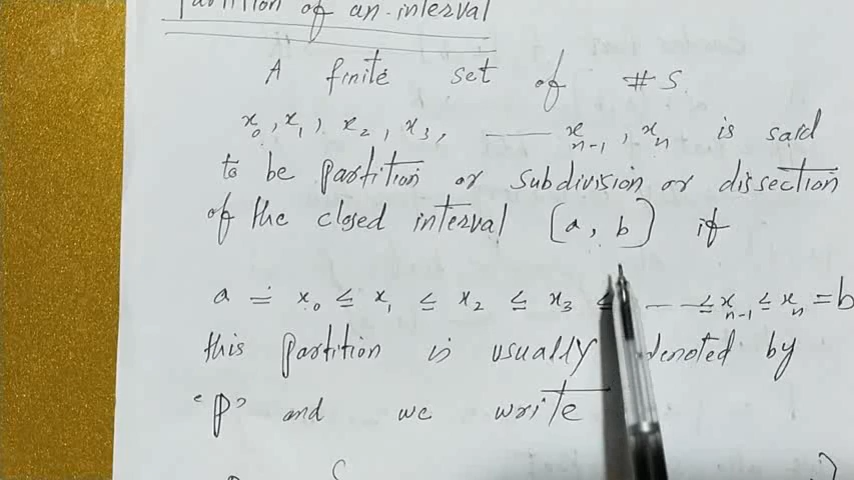 Partition of an interval
A finite set of # S
x₀, x₁, x₂, x₃, —— xₙ₋₁, xₙ is said
to be partition or subdivision or dissection
of the closed interval [a, b] if
a = x₀ ≤ x₁ ≤ x₂ ≤ x₃ ≤ — — ≤ xₙ₋₁ ≤ xₙ = b
this partition is usually denoted by
'P' and we write